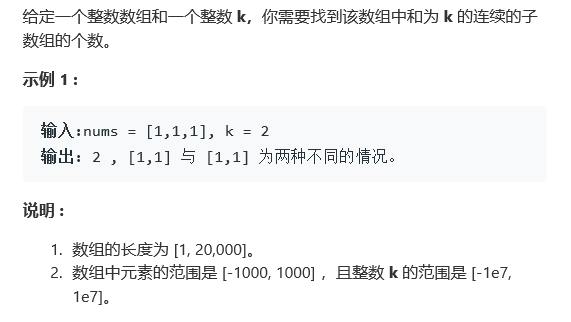 给定一个整数数组和一个整数 k，你需要找到该数组中和为 k 的连续的子
数组的个数。
示例 1 :
输入:nums = [1,1,1], k = 2
输出: 2 , [1,1] 与 [1,1] 为两种不同的情况。
说明 :
1. 数组的长度为 [1, 20,000]。
2. 数组中元素的范围是 [-1000, 1000] ，且整数 k 的范围是 [-1e7,
1e7]。